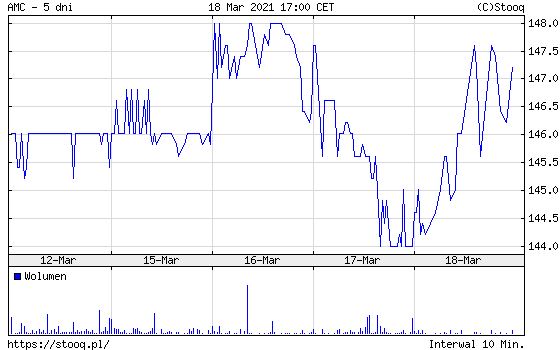 AMC - 5 dni 18 Mar 2021 17:00 CET (C)Stooq
148.0
147.5
147.0
146.5
146.0
145.5
145.0
144.5
144.0
12-Mar 15-Mar 16-Mar 17-Mar 18-Mar
Wolumen
https://stooq.pl/ Interwal 10 Min.